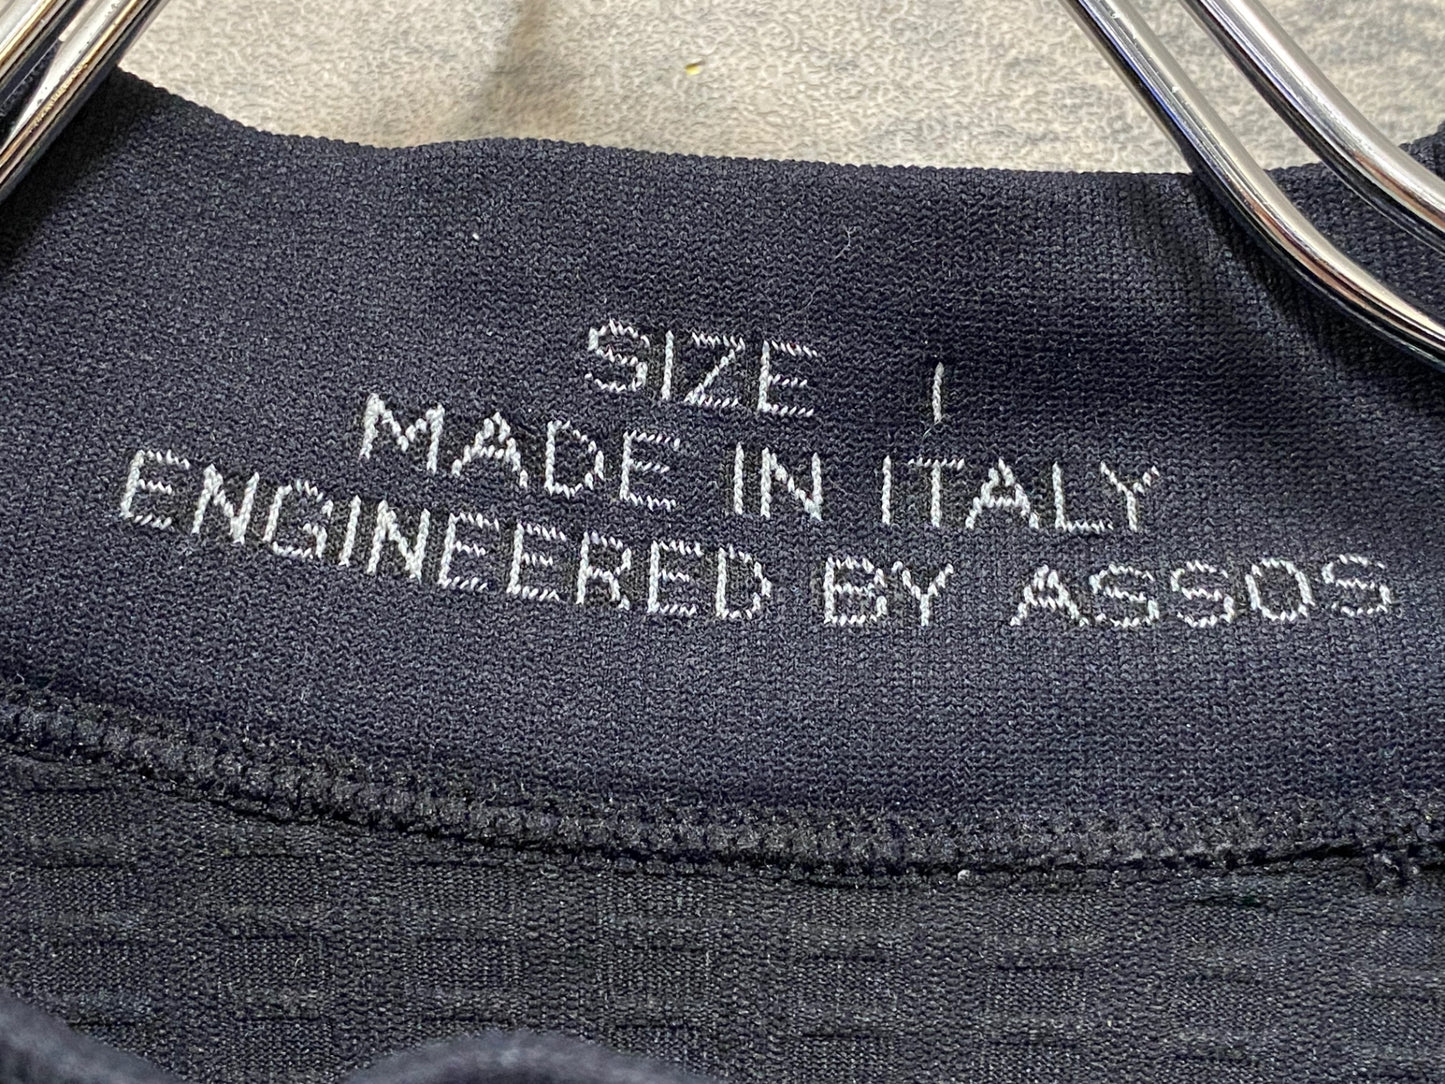 SIZE I
MADE IN ITALY
ENGINEERED BY ASSOS